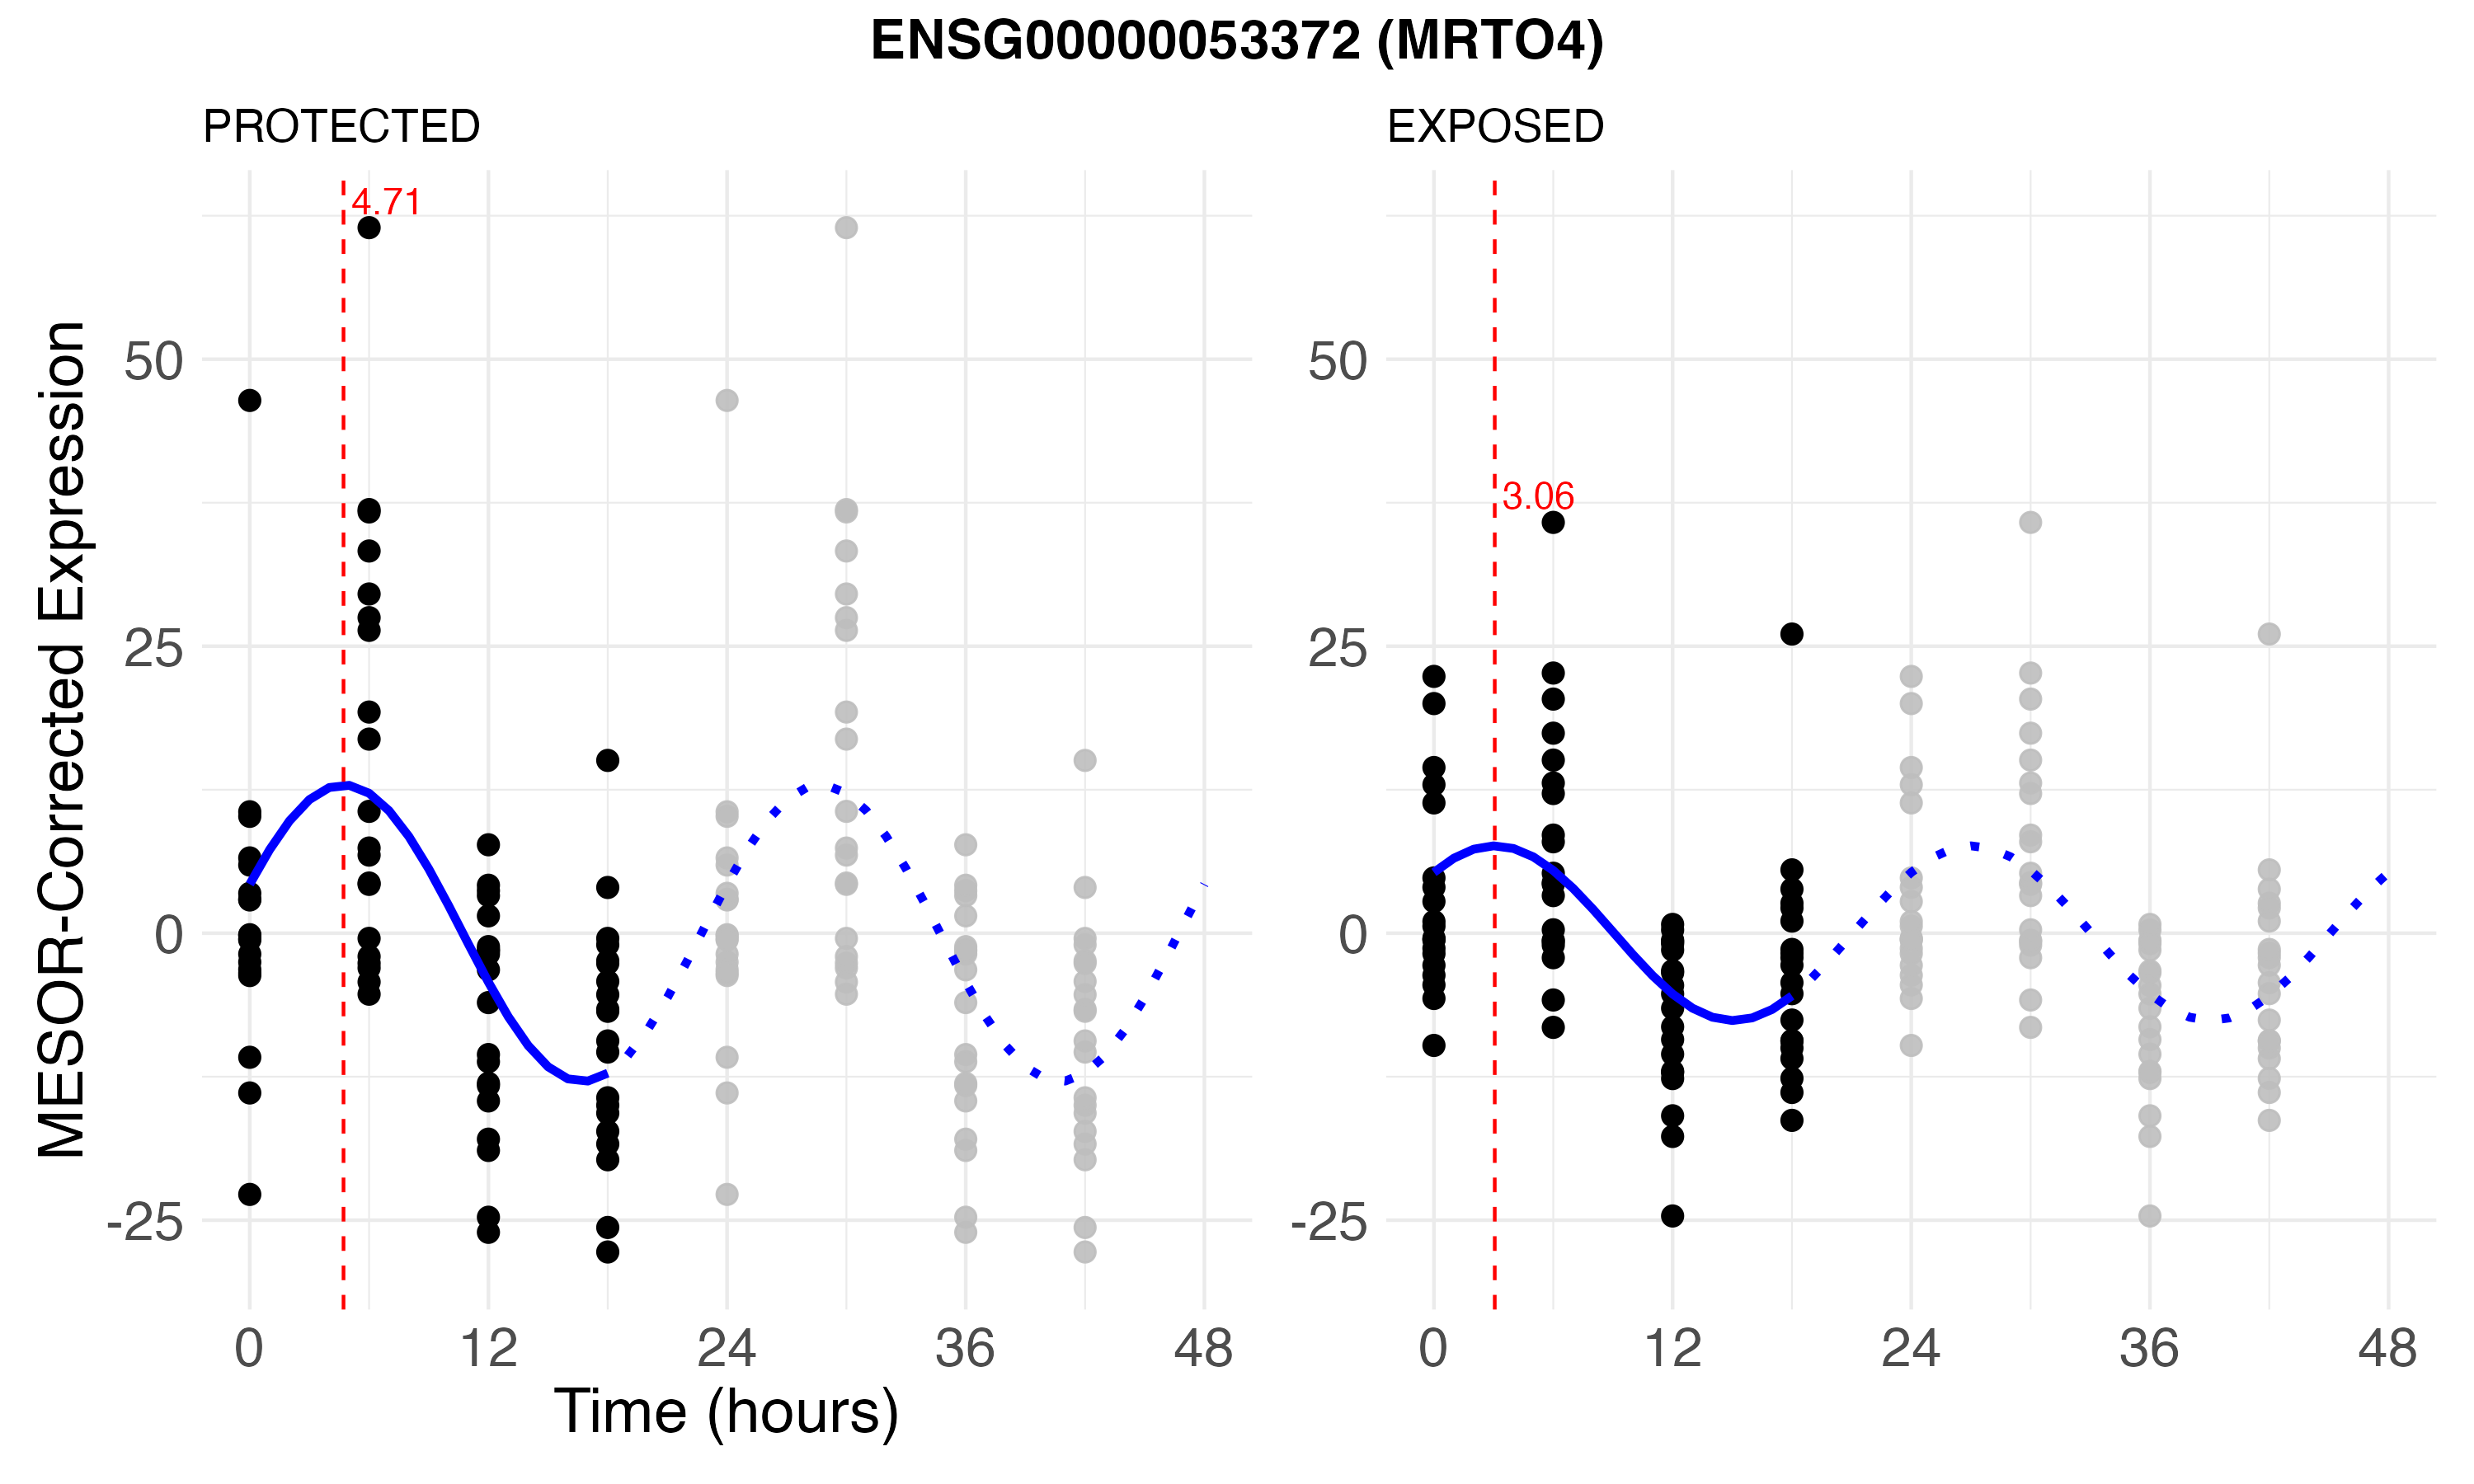 ENSG00000053372 (MRTO4)
PROTECTED
EXPOSED
MESOR-Corrected Expression
4.71
3.06
50
25
0
-25
50
25
0
-25
0 12 24 36 48
0 12 24 36 48
Time (hours)